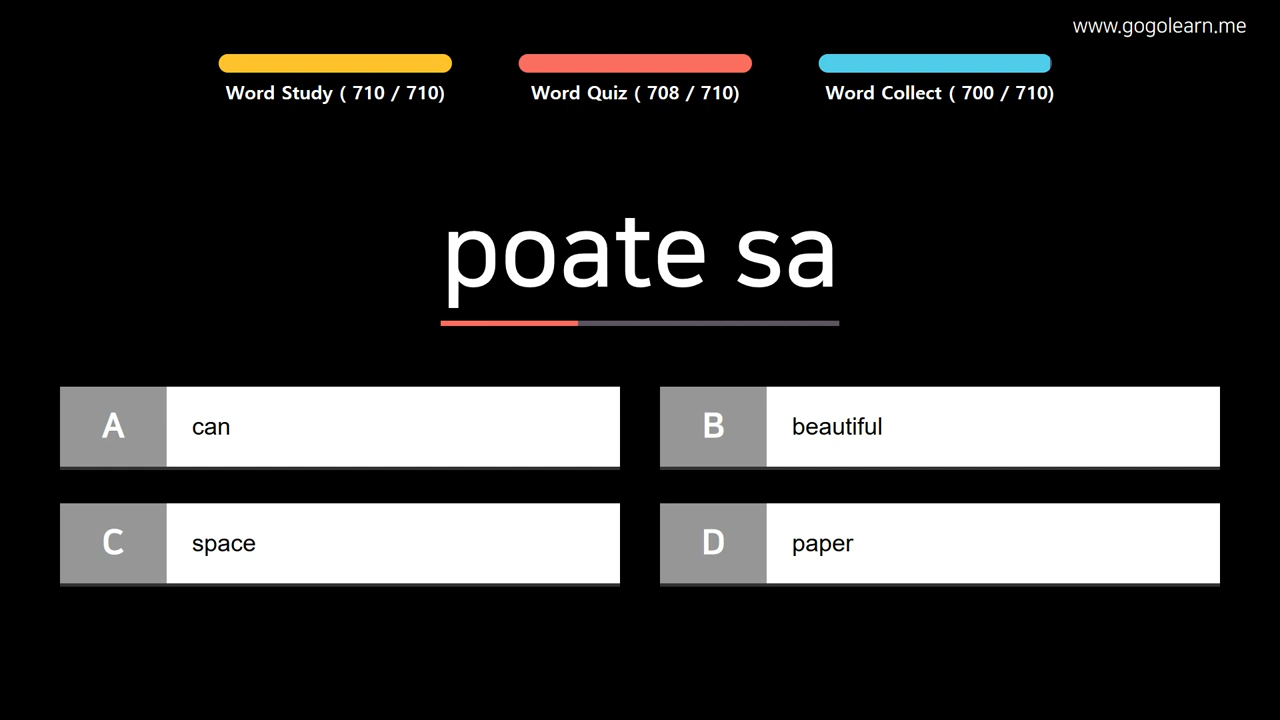 www.gogolearn.me
Word Study ( 710 / 710)
Word Quiz ( 708 / 710)
Word Collect ( 700 / 710)
poate sa
A
can
B
beautiful
C
space
D
paper